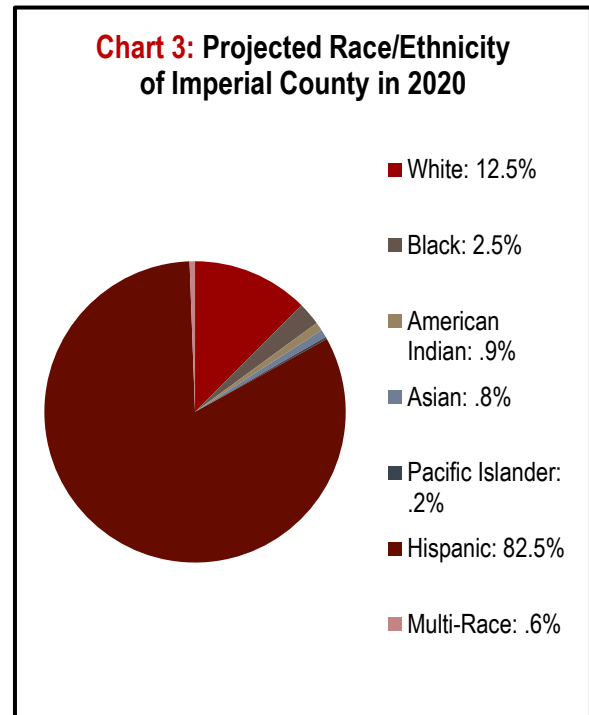 Chart 3: Projected Race/Ethnicity
of Imperial County in 2020
White: 12.5%
Black: 2.5%
American
Indian: .9%
Asian: .8%
Pacific Islander:
.2%
Hispanic: 82.5%
Multi-Race: .6%